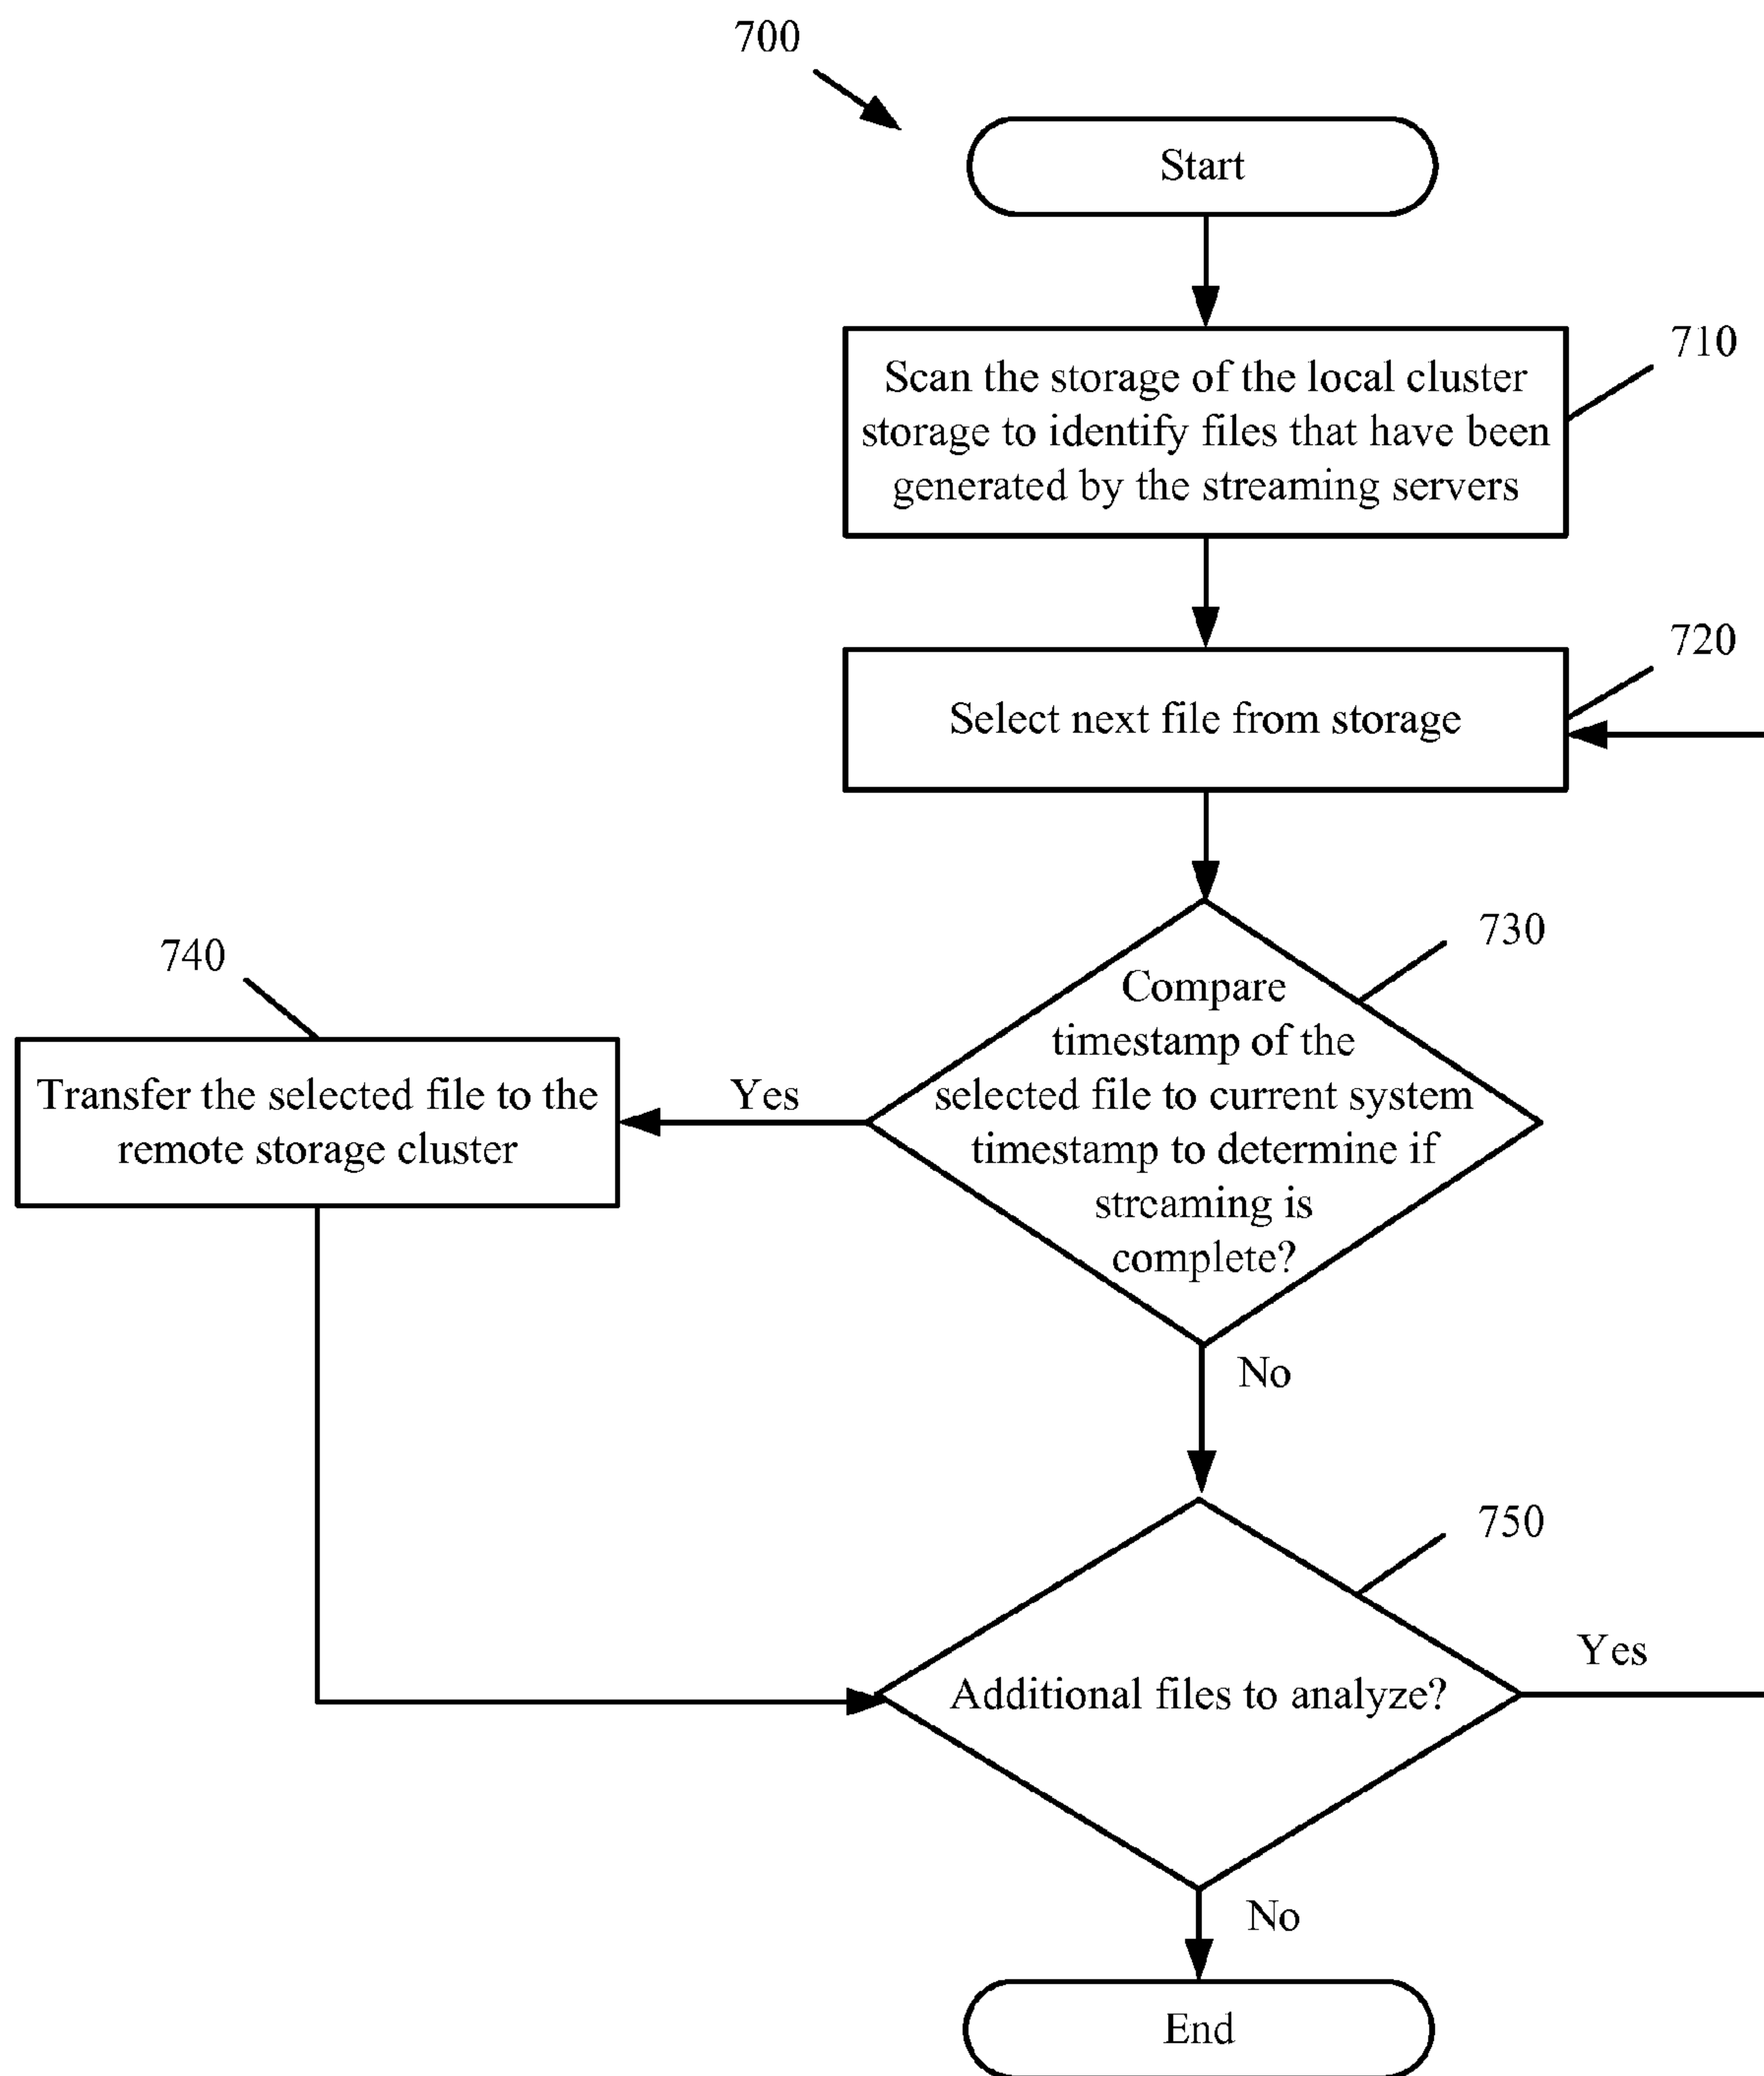 700
Start
710
Scan the storage of the local cluster
storage to identify files that have been
generated by the streaming servers
720
Select next file from storage
730
Compare
timestamp of the
selected file to current system
timestamp to determine if
streaming is
complete?
740
Transfer the selected file to the
remote storage cluster
Yes
No
750
Additional files to analyze?
Yes
No
End